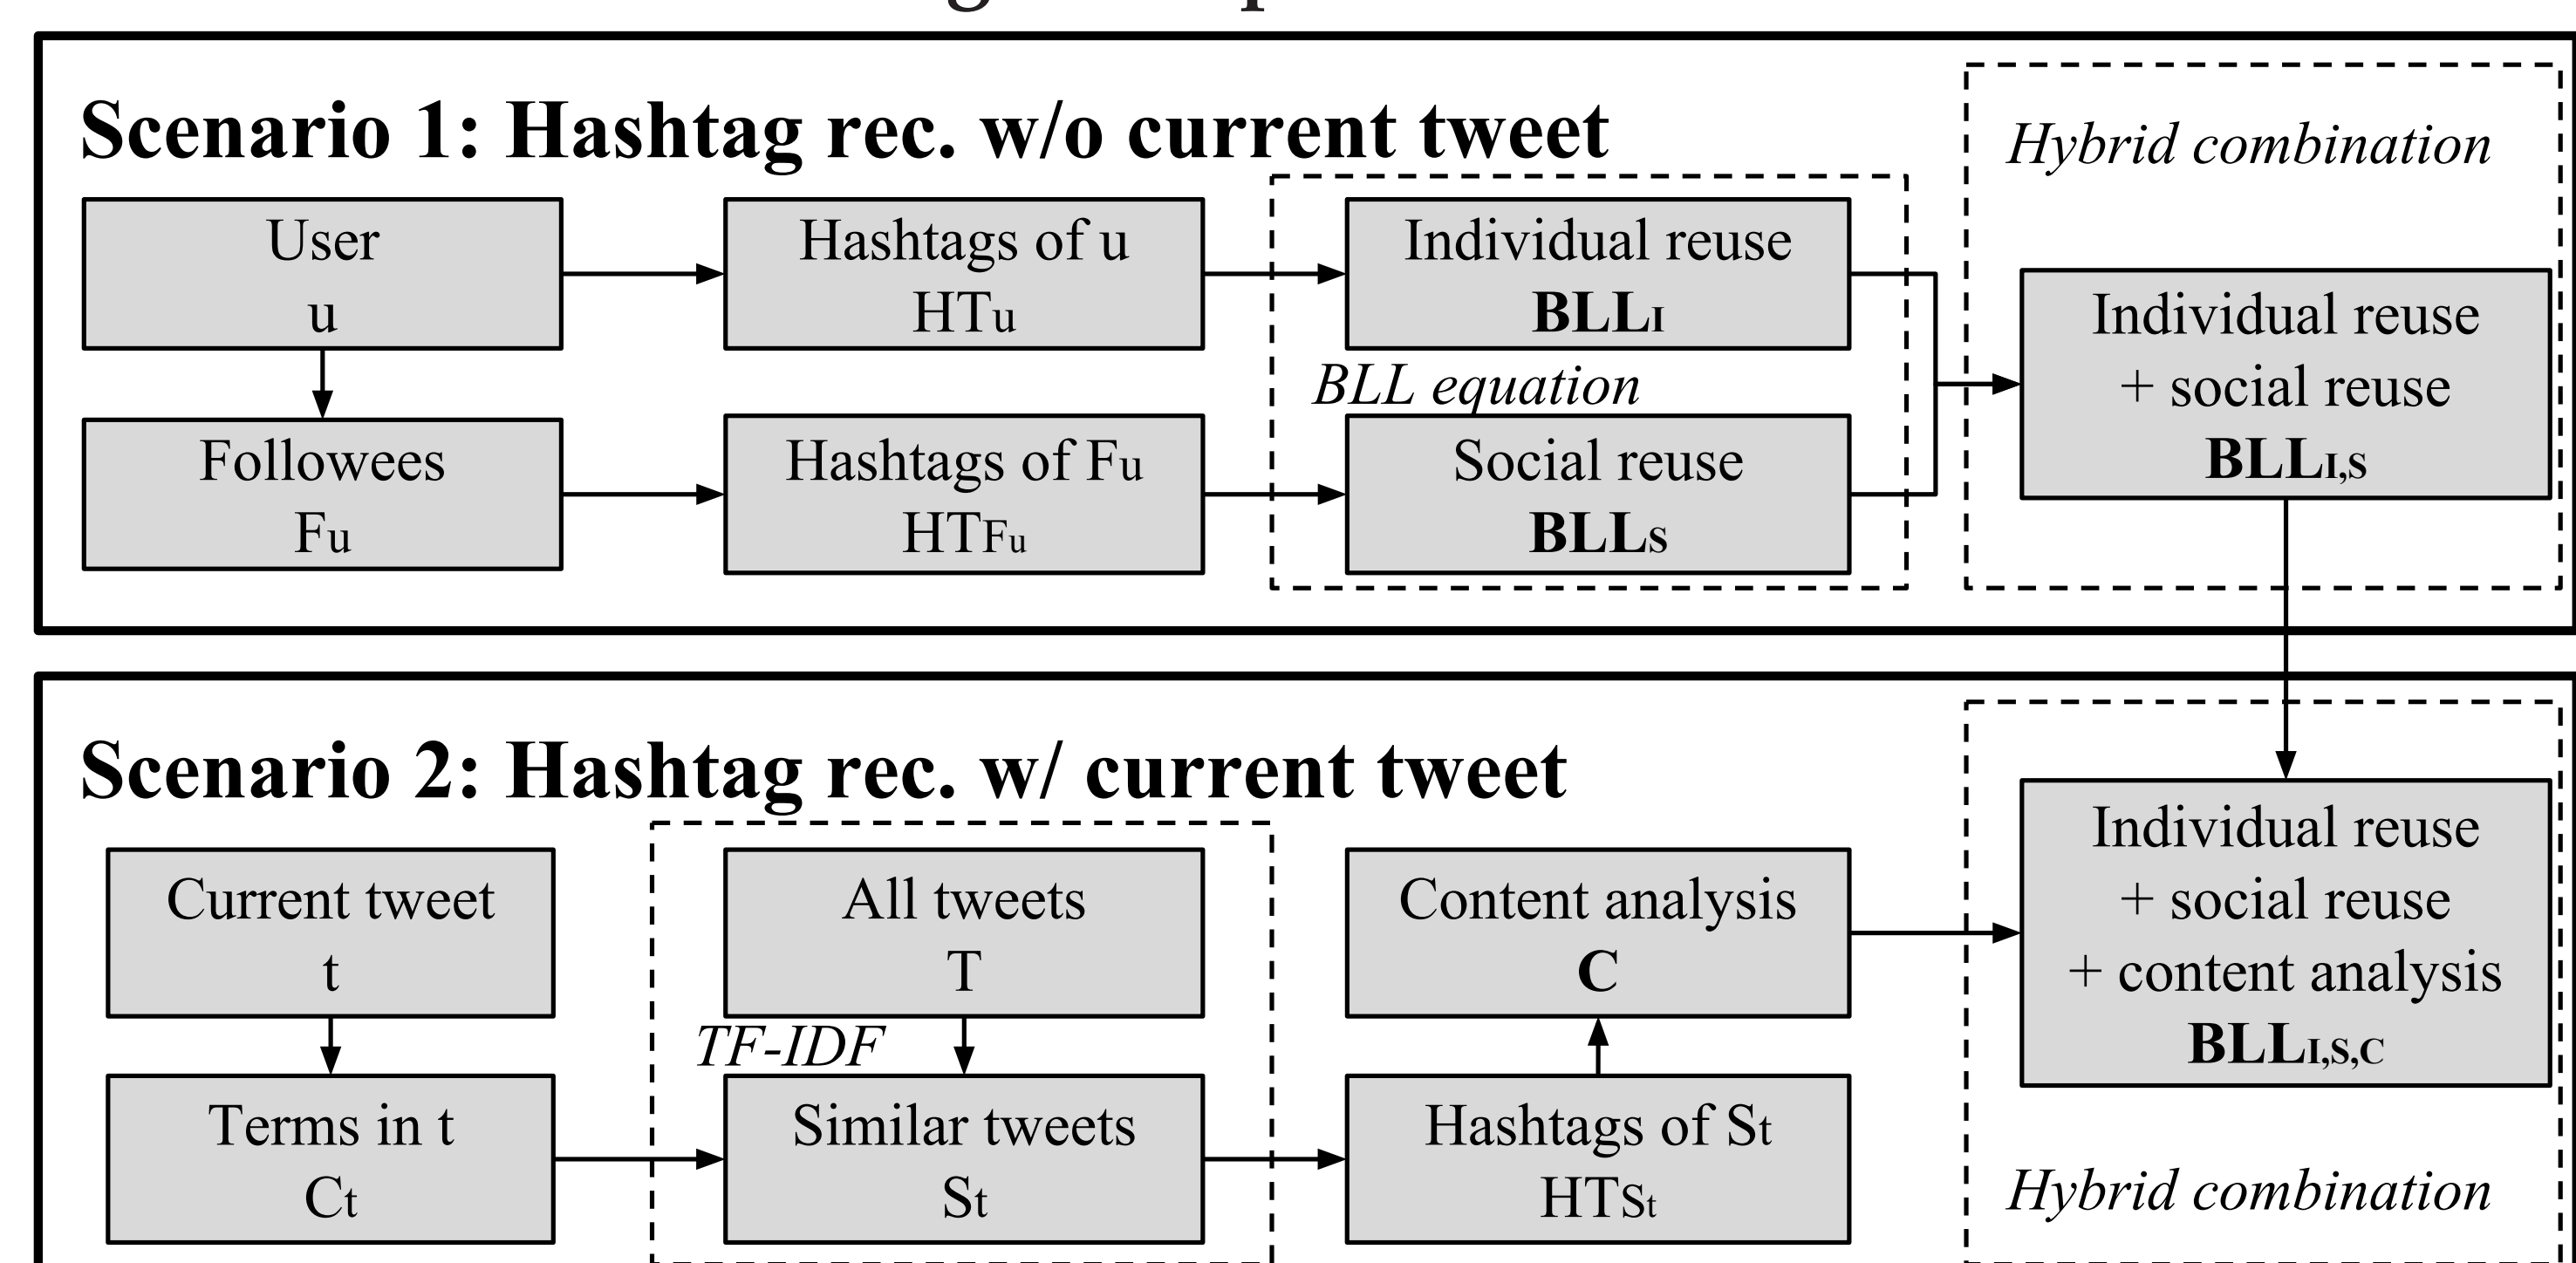 Scenario 1: Hashtag rec. w/o current tweet
Hybrid combination
User
u
Hashtags of u
HTu
Individual reuse
BLLI
BLL equation
Followees
Fu
Hashtags of Fu
HTFu
Social reuse
BLLS
Individual reuse
+ social reuse
BLLI,S
Scenario 2: Hashtag rec. w/ current tweet
Current tweet
t
All tweets
T
Content analysis
C
TF-IDF
Terms in t
Ct
Similar tweets
St
Hashtags of St
HTSt
Individual reuse
+ social reuse
+ content analysis
BLLI,S,C
Hybrid combination